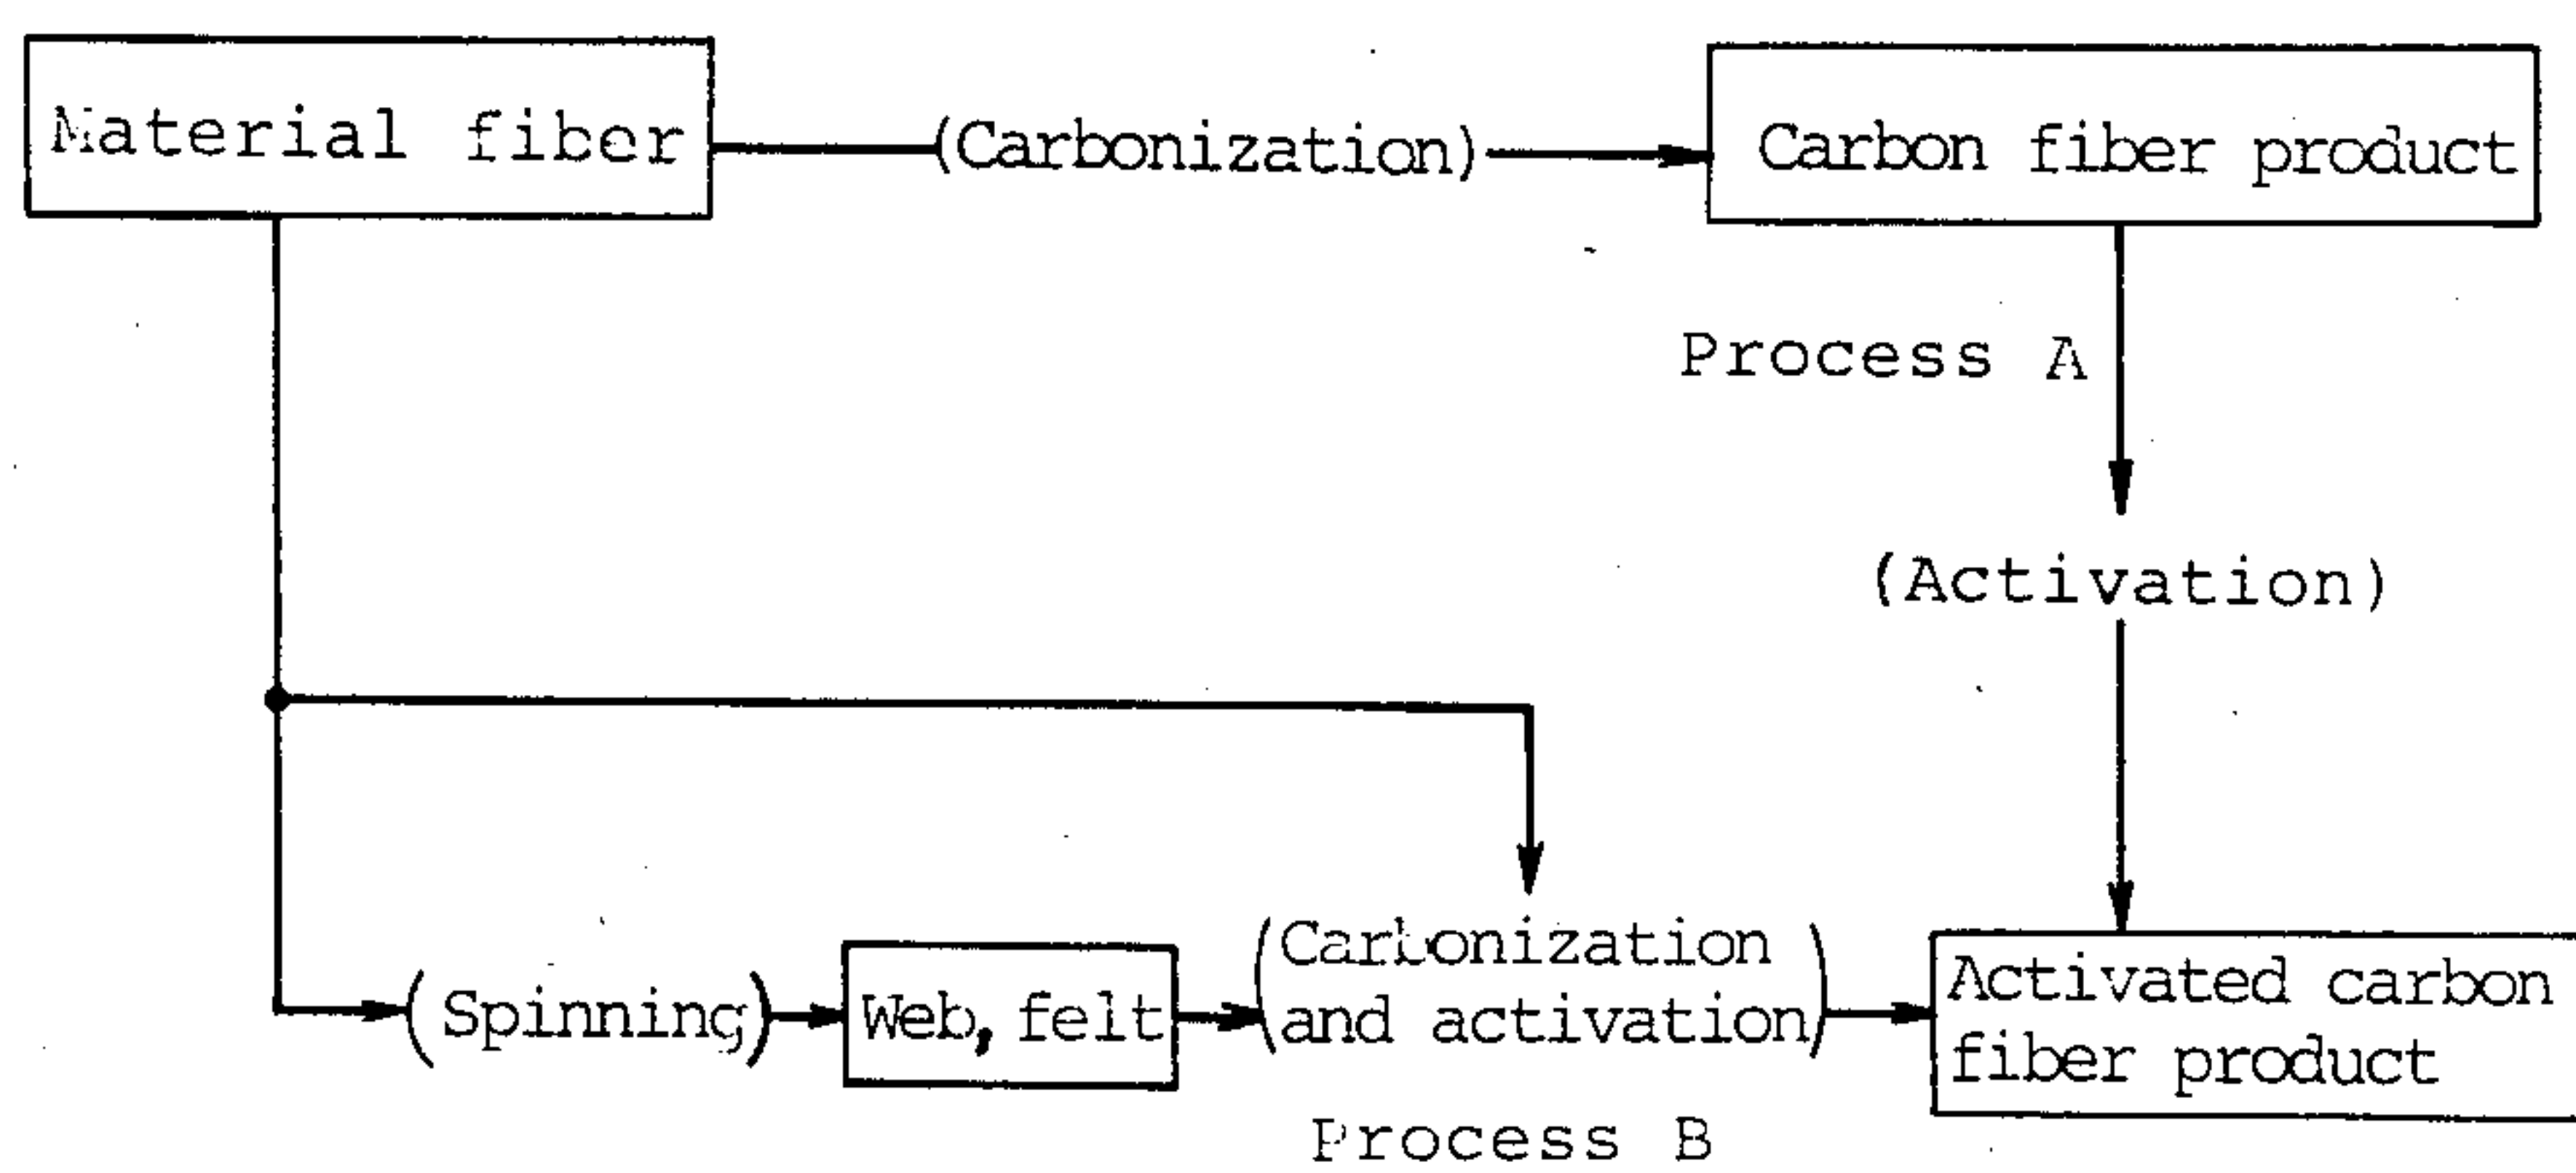 Material fiber
(Carbonization)
Carbon fiber product
Process A
(Activation)
(Spinning)
Web, felt
(Carbonization
and activation)
Activated carbon
fiber product
Process B